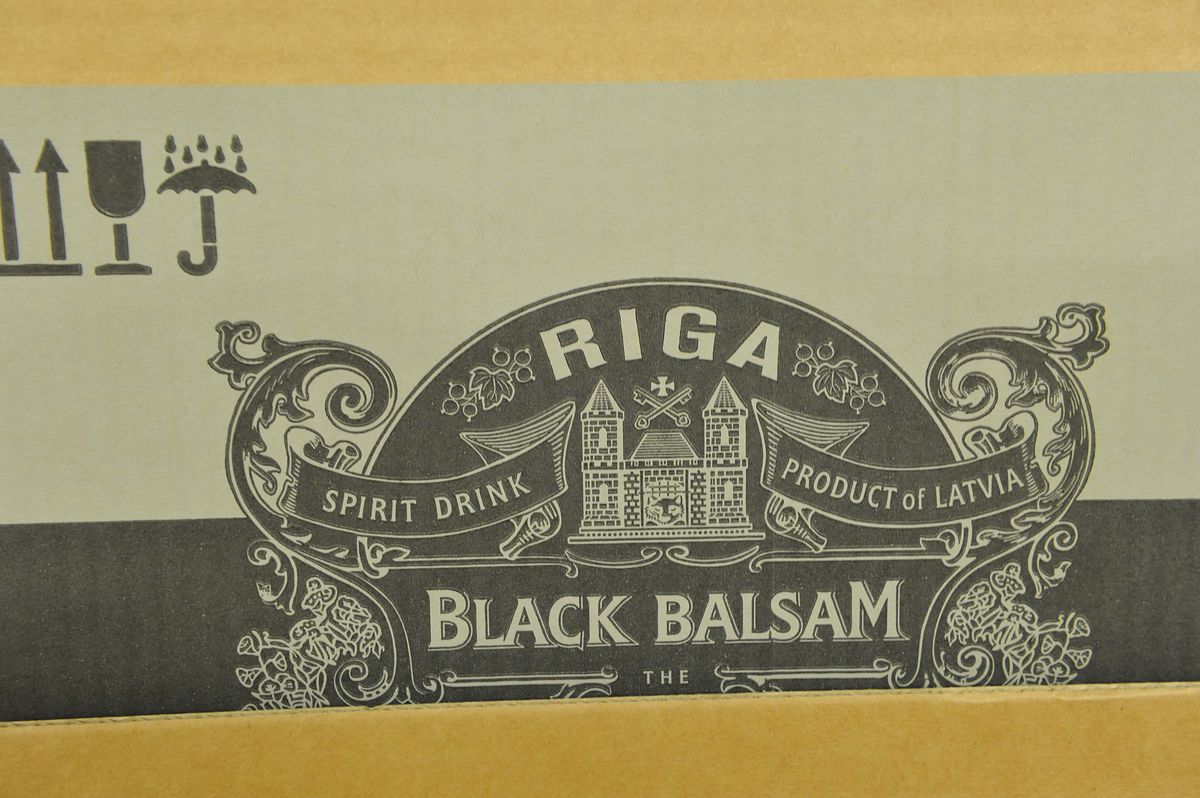 RIGA
SPIRIT DRINK
PRODUCT of LATVIA
BLACK BALSAM
THE